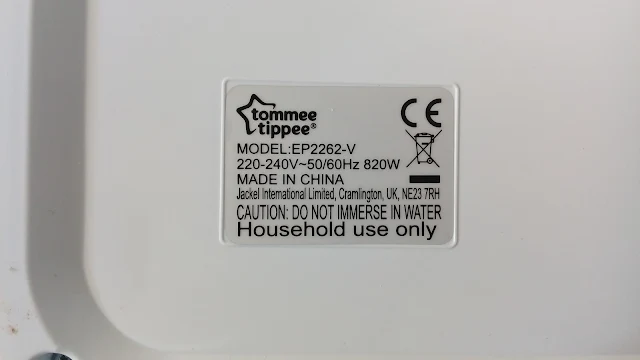 tommee
tippee®
MODEL:EP2262-V
220-240V~50/60Hz 820W
MADE IN CHINA
Jackel International Limited, Cramlington, UK, NE23 7RH
CAUTION: DO NOT IMMERSE IN WATER
Household use only
CE